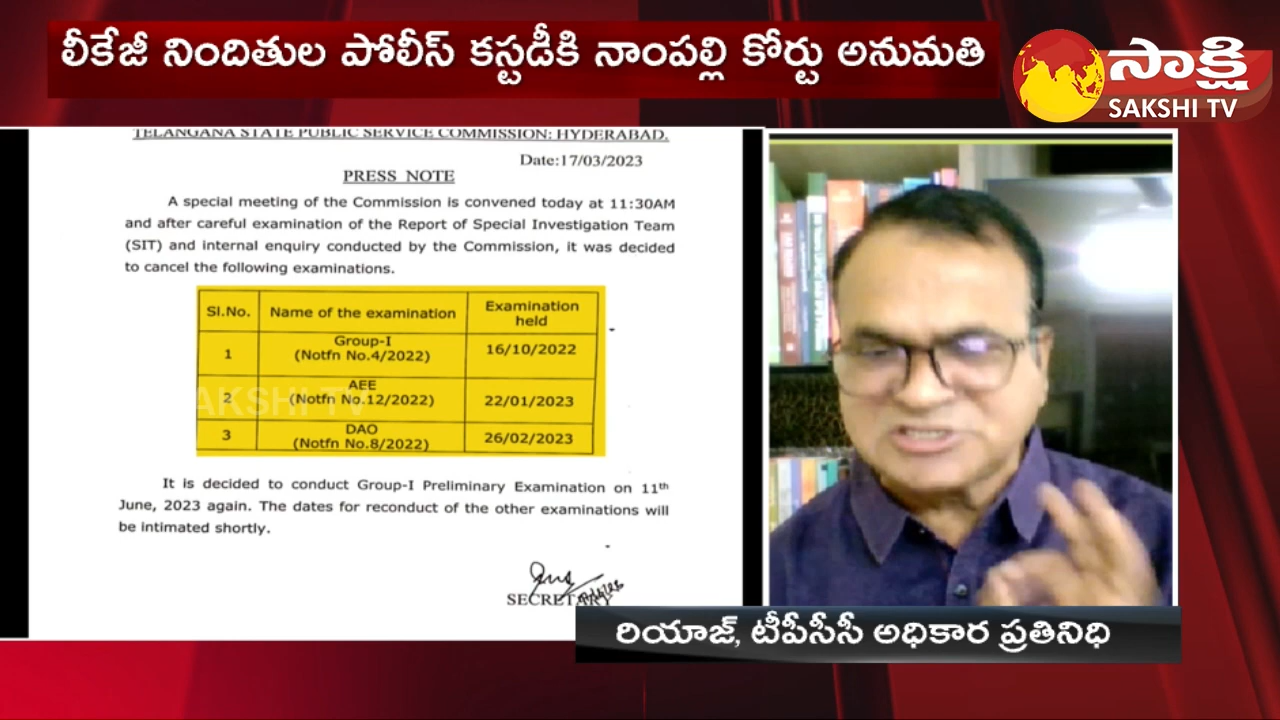 లీకేజీ నిందితుల పోలీస్ కస్టడీకి నాంపల్లి కోర్టు అనుమతి
సాక్షి
SAKSHI TV
TELANGANA STATE PUBLIC SERVICE COMMISSION: HYDERABAD.
Date:17/03/2023
PRESS NOTE
A special meeting of the Commission is convened today at 11:30AM
and after careful examination of the Report of Special Investigation Team
(SIT) and internal enquiry conducted by the Commission, it was decided
to cancel the following examinations.
Sl.No. Name of the examination Examination held
1 Group-I (Notfn No.4/2022) 16/10/2022
2 AEE (Notfn No.12/2022) 22/01/2023
3 DAO (Notfn No.8/2022) 26/02/2023
SAKSHI TV
It is decided to conduct Group-I Preliminary Examination on 11th
June, 2023 again. The dates for reconduct of the other examinations will
be intimated shortly.
SECRETARY
రియాజ్, టీపీసీసీ అధికార ప్రతినిధి